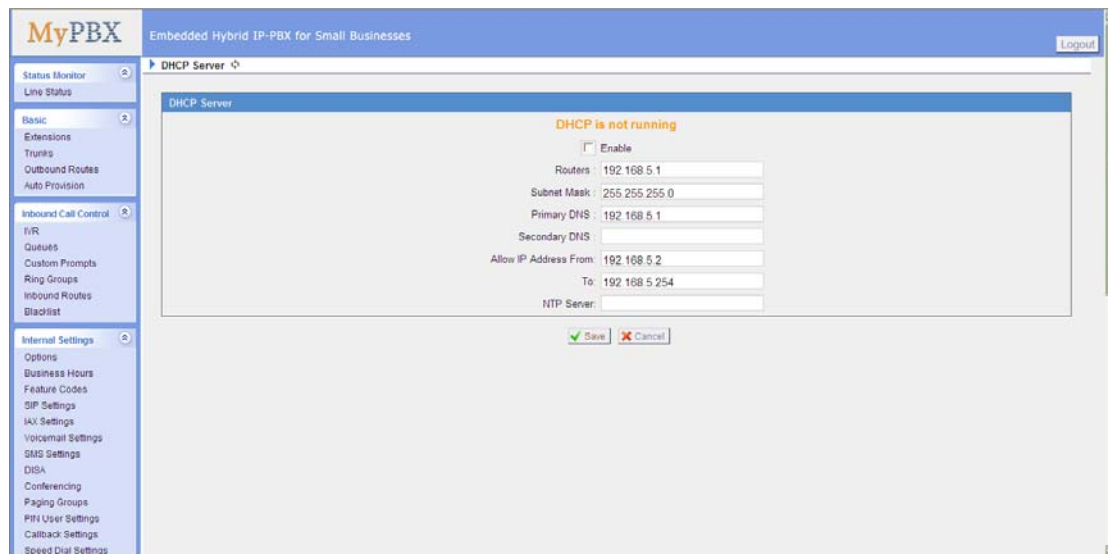 MyPBX
Embedded Hybrid IP-PBX for Small Businesses
Logout
Status Monitor
Line Status
Basic
Extensions
Trunks
Outbound Routes
Auto Provision
Inbound Call Control
IVR
Queues
Custom Prompts
Ring Groups
Inbound Routes
Blacklist
Internal Settings
Options
Business Hours
Feature Codes
SIP Settings
IAX Settings
Voicemail Settings
SMS Settings
DISA
Conferencing
Paging Groups
PIN User Settings
Callback Settings
Speed Dial Settings
DHCP Server
DHCP Server
DHCP is not running
Enable
Routers : 192.168.5.1
Subnet Mask : 255.255.255.0
Primary DNS : 192.168.5.1
Secondary DNS :
Allow IP Address From: 192.168.5.2
To: 192.168.5.254
NTP Server:
Save Cancel